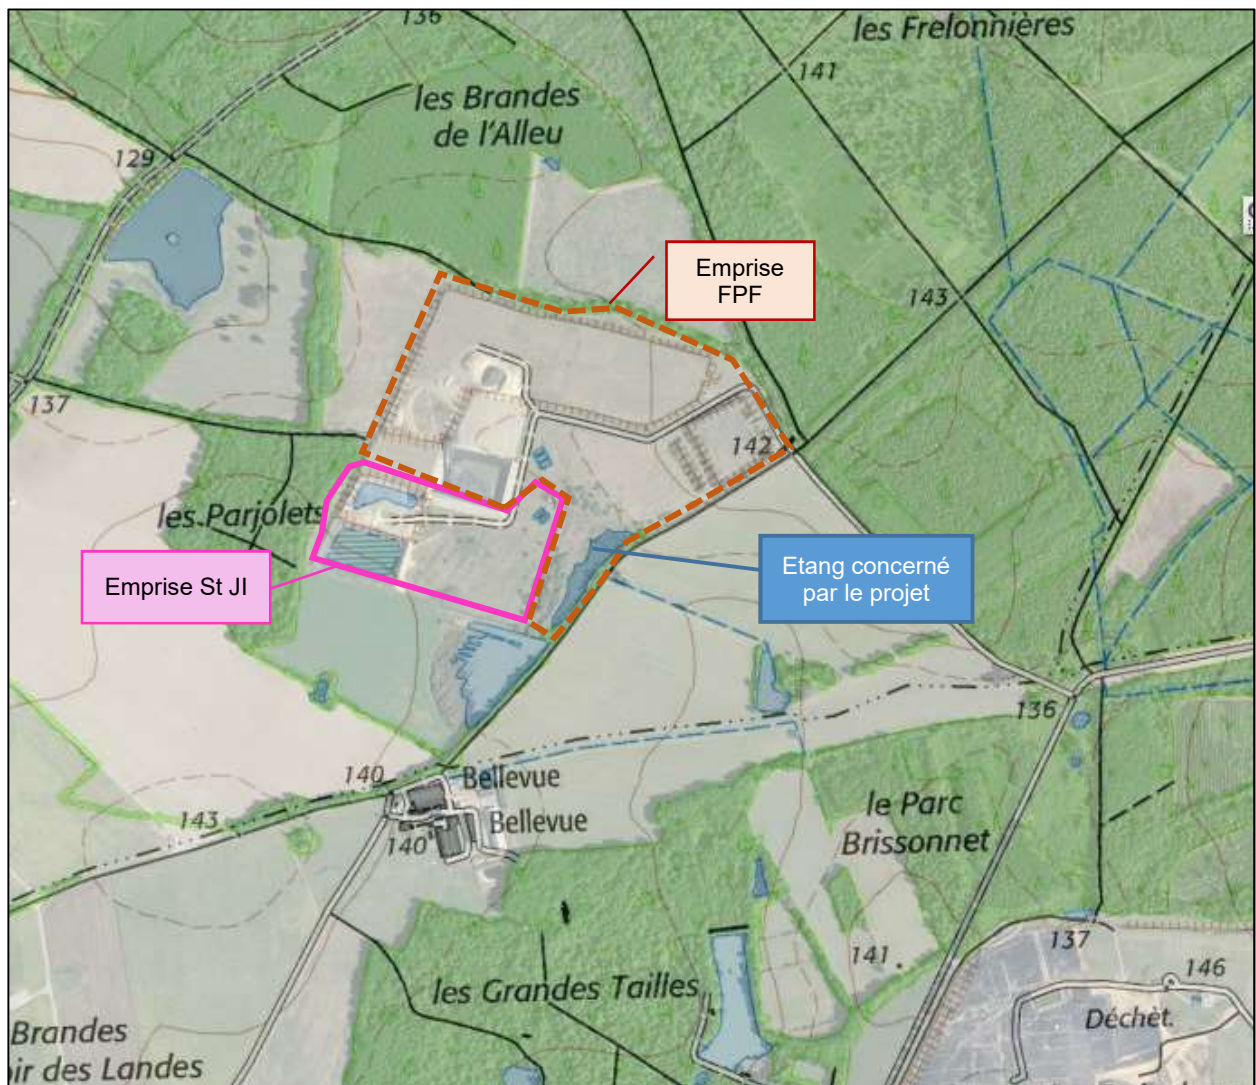 136
les Frelonnières
141
les Brandes
de l'Alleu
129
Emprise
FPF
143
137
142
les Parjolets
Emprise St JI
Etang concerné
par le projet
136
140
Bellevue
143
Bellevue
140
le Parc
Brissonnet
137
141
146
les Grandes Tailles
Déchèt.
Brandes
ir des Landes